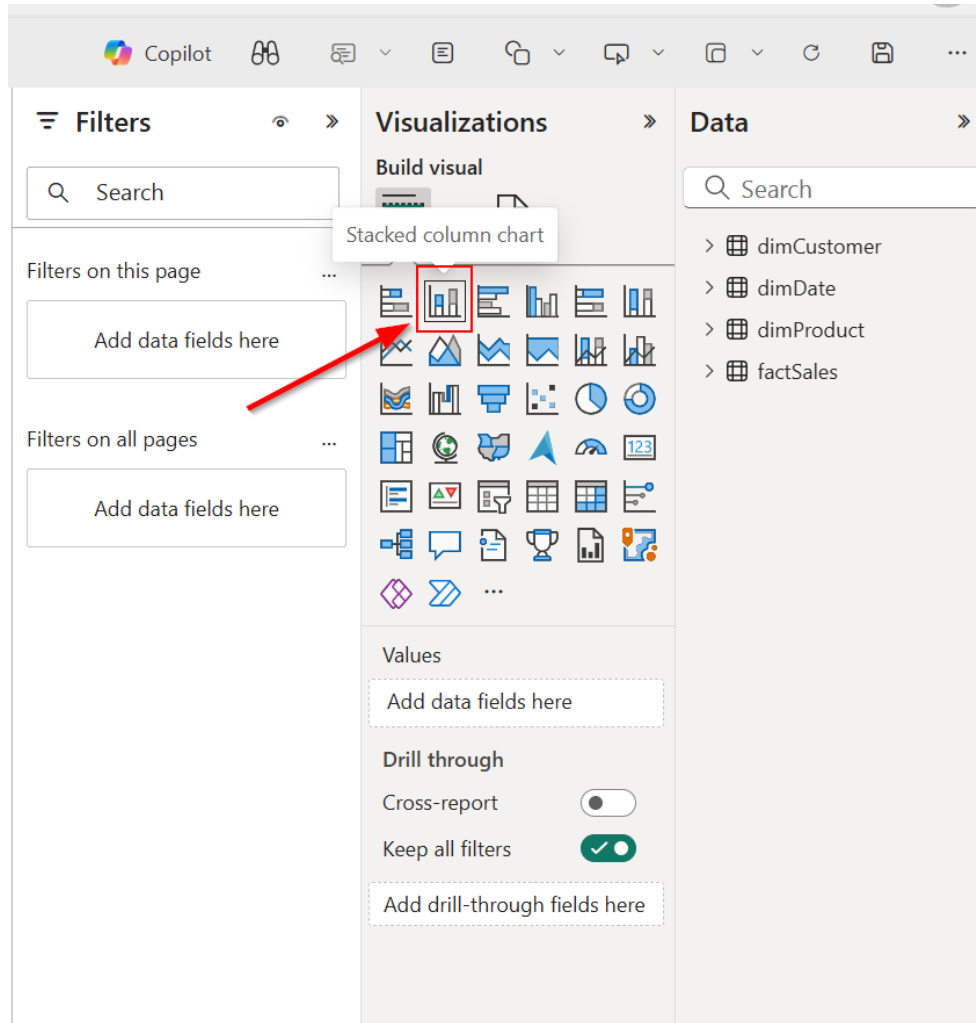 Copilot
Filters
Search
Filters on this page
...
Add data fields here
Filters on all pages
...
Add data fields here
Visualizations
Build visual
Stacked column chart
123
...
Values
Add data fields here
Drill through
Cross-report
Keep all filters
Add drill-through fields here
Data
Search
dimCustomer
dimDate
dimProduct
factSales